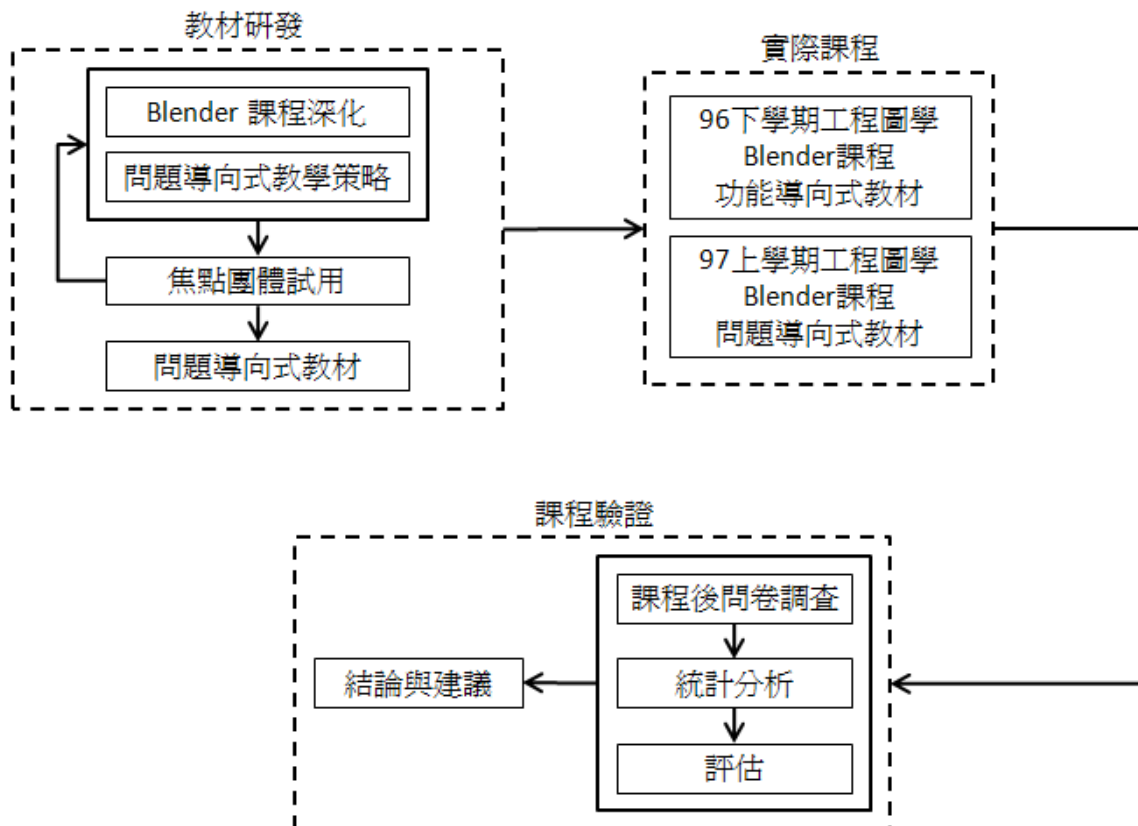 教材研發
Blender 課程深化
問題導向式教學策略
焦點團體試用
問題導向式教材
實際課程
96下學期工程圖學
Blender課程
功能導向式教材
97上學期工程圖學
Blender課程
問題導向式教材
課程驗證
課程後問卷調查
統計分析
評估
結論與建議